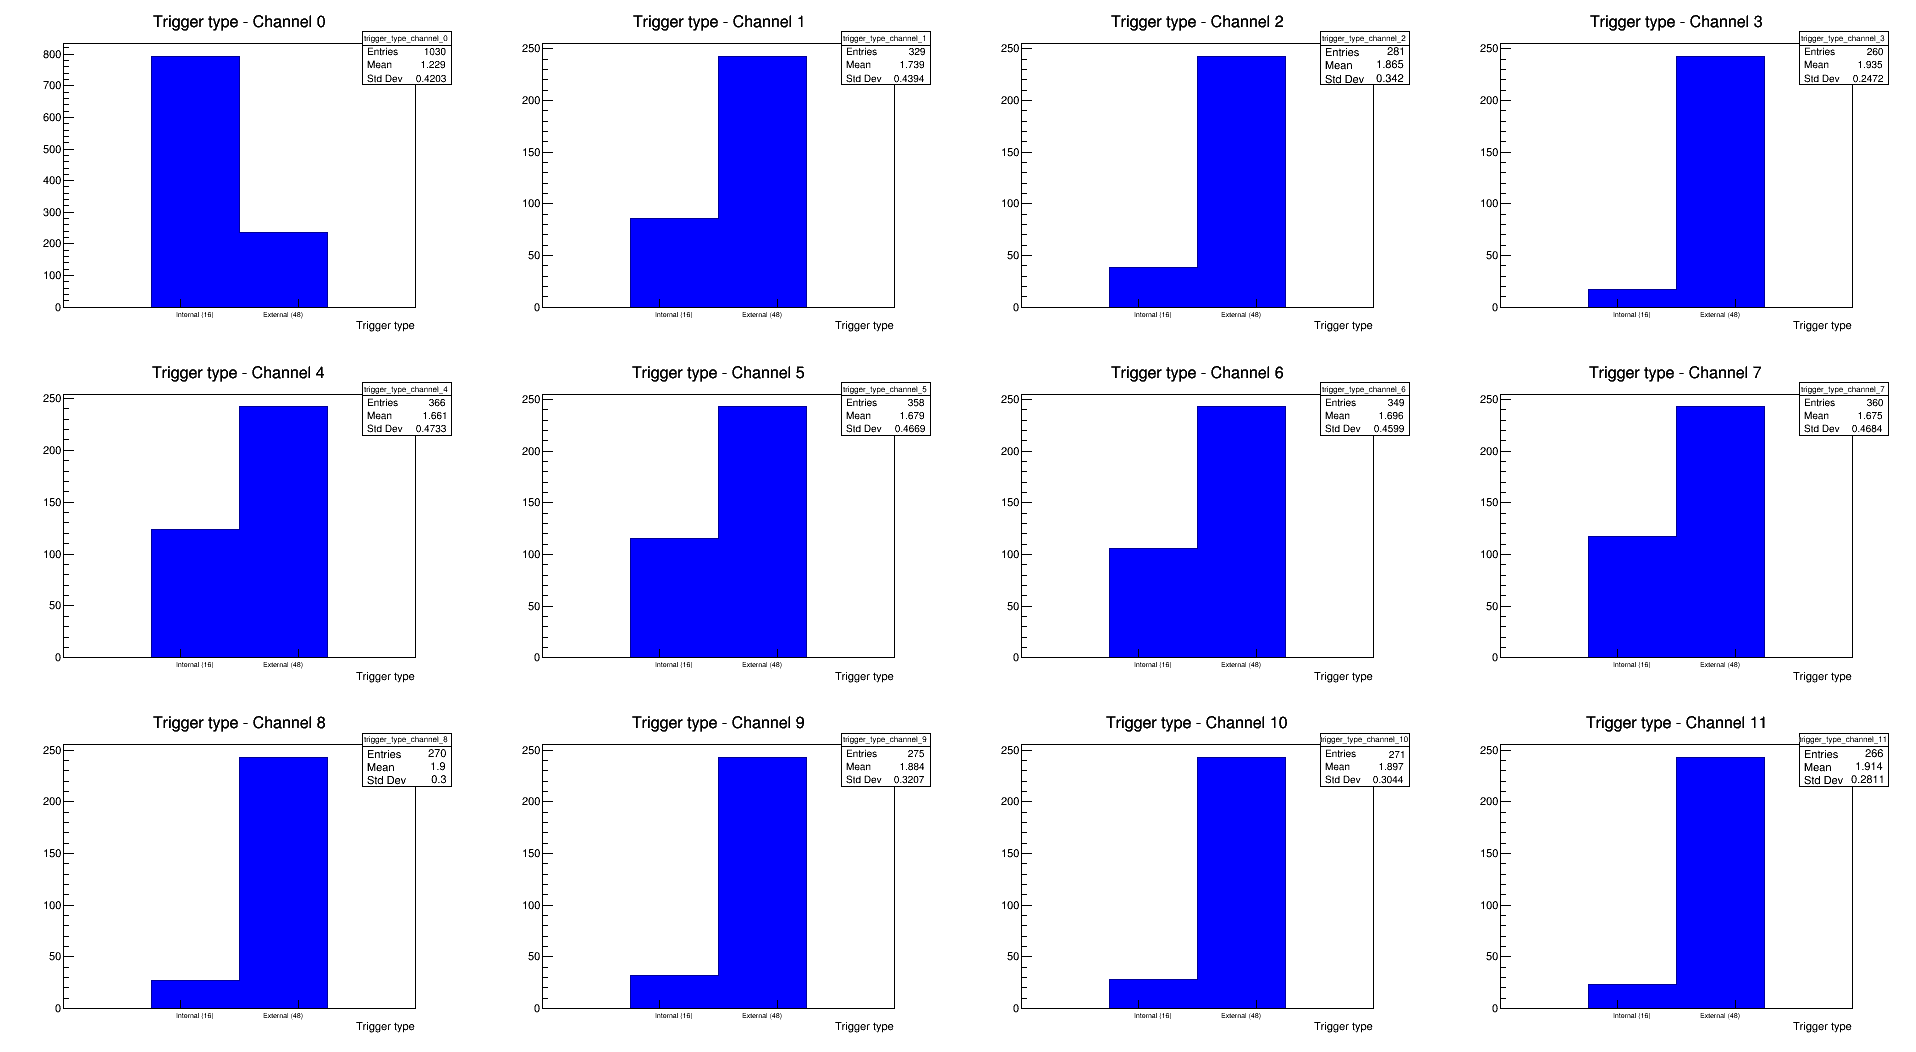 Trigger type - Channel 0
trigger_type_channel_0
Entries 1030
Mean 1.229
Std Dev 0.4203
800
700
600
500
400
300
200
100
0
Internal (16) External (48)
Trigger type
Trigger type - Channel 1
trigger_type_channel_1
Entries 329
Mean 1.739
Std Dev 0.4394
250
200
150
100
50
0
Internal (16) External (48)
Trigger type
Trigger type - Channel 2
trigger_type_channel_2
Entries 281
Mean 1.865
Std Dev 0.342
250
200
150
100
50
0
Internal (16) External (48)
Trigger type
Trigger type - Channel 3
trigger_type_channel_3
Entries 260
Mean 1.935
Std Dev 0.2472
250
200
150
100
50
0
Internal (16) External (48)
Trigger type
Trigger type - Channel 4
trigger_type_channel_4
Entries 366
Mean 1.661
Std Dev 0.4733
250
200
150
100
50
0
Internal (16) External (48)
Trigger type
Trigger type - Channel 5
trigger_type_channel_5
Entries 358
Mean 1.679
Std Dev 0.4669
250
200
150
100
50
0
Internal (16) External (48)
Trigger type
Trigger type - Channel 6
trigger_type_channel_6
Entries 349
Mean 1.696
Std Dev 0.4599
250
200
150
100
50
0
Internal (16) External (48)
Trigger type
Trigger type - Channel 7
trigger_type_channel_7
Entries 360
Mean 1.675
Std Dev 0.4684
250
200
150
100
50
0
Internal (16) External (48)
Trigger type
Trigger type - Channel 8
trigger_type_channel_8
Entries 270
Mean 1.9
Std Dev 0.3
250
200
150
100
50
0
Internal (16) External (48)
Trigger type
Trigger type - Channel 9
trigger_type_channel_9
Entries 275
Mean 1.884
Std Dev 0.3207
250
200
150
100
50
0
Internal (16) External (48)
Trigger type
Trigger type - Channel 10
trigger_type_channel_10
Entries 271
Mean 1.897
Std Dev 0.3044
250
200
150
100
50
0
Internal (16) External (48)
Trigger type
Trigger type - Channel 11
trigger_type_channel_11
Entries 266
Mean 1.914
Std Dev 0.2811
250
200
150
100
50
0
Internal (16) External (48)
Trigger type